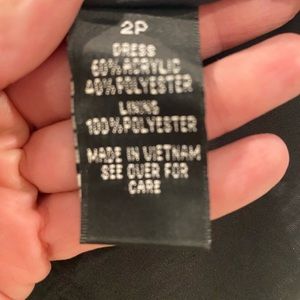 2P
DRESS
60% ACRYLIC
40% POLYESTER
LINING
100% POLYESTER
MADE IN VIETNAM
SEE OVER FOR
CARE